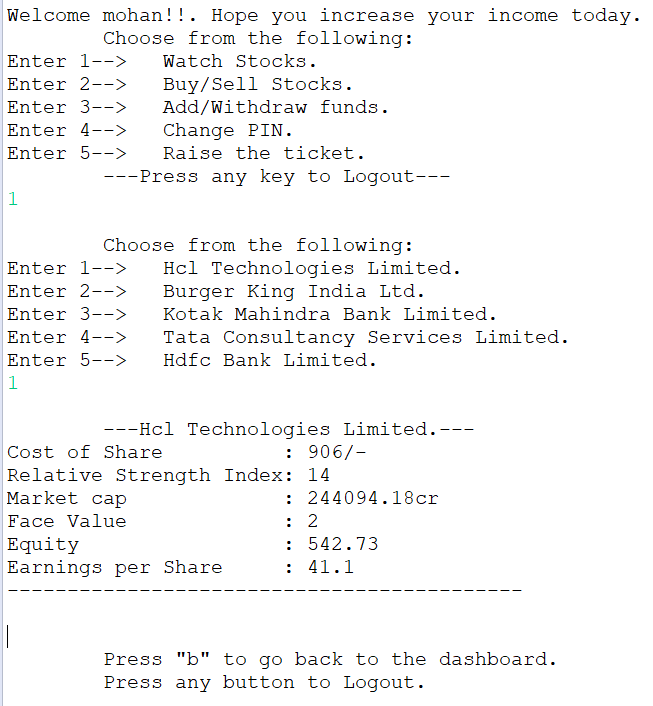 Welcome mohan!!. Hope you increase your income today.
Choose from the following:
Enter 1-->   Watch Stocks.
Enter 2-->   Buy/Sell Stocks.
Enter 3-->   Add/Withdraw funds.
Enter 4-->   Change PIN.
Enter 5-->   Raise the ticket.
---Press any key to Logout---
1
Choose from the following:
Enter 1-->   Hcl Technologies Limited.
Enter 2-->   Burger King India Ltd.
Enter 3-->   Kotak Mahindra Bank Limited.
Enter 4-->   Tata Consultancy Services Limited.
Enter 5-->   Hdfc Bank Limited.
1
---Hcl Technologies Limited.---
Cost of Share          : 906/-
Relative Strength Index: 14
Market cap             : 244094.18cr
Face Value             : 2
Equity                 : 542.73
Earnings per Share     : 41.1
-------------------------------------------
Press "b" to go back to the dashboard.
Press any button to Logout.